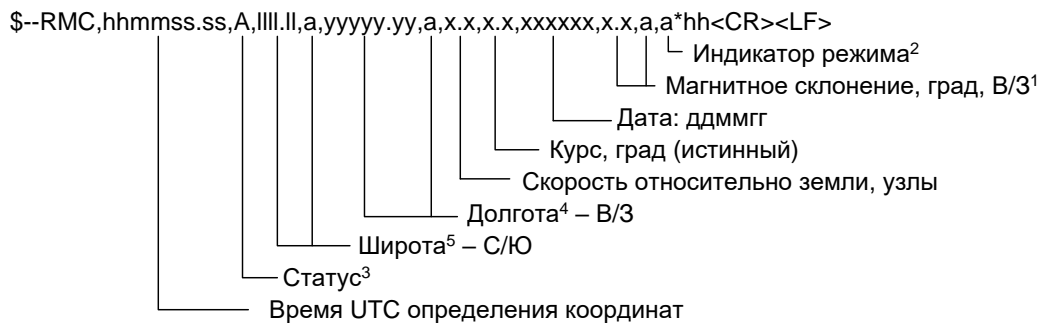 $--RMC,hhmmss.ss,A,llll.ll,a,yyyyy.yy,a,x.x,x.x,xxxxxx,x.x,a,a*hh<CR><LF>
Индикатор режима²
Магнитное склонение, град, В/З¹
Дата: ддммгг
Курс, град (истинный)
Скорость относительно земли, узлы
Долгота⁴ – В/З
Широта⁵ – С/Ю
Статус³
Время UTC определения координат